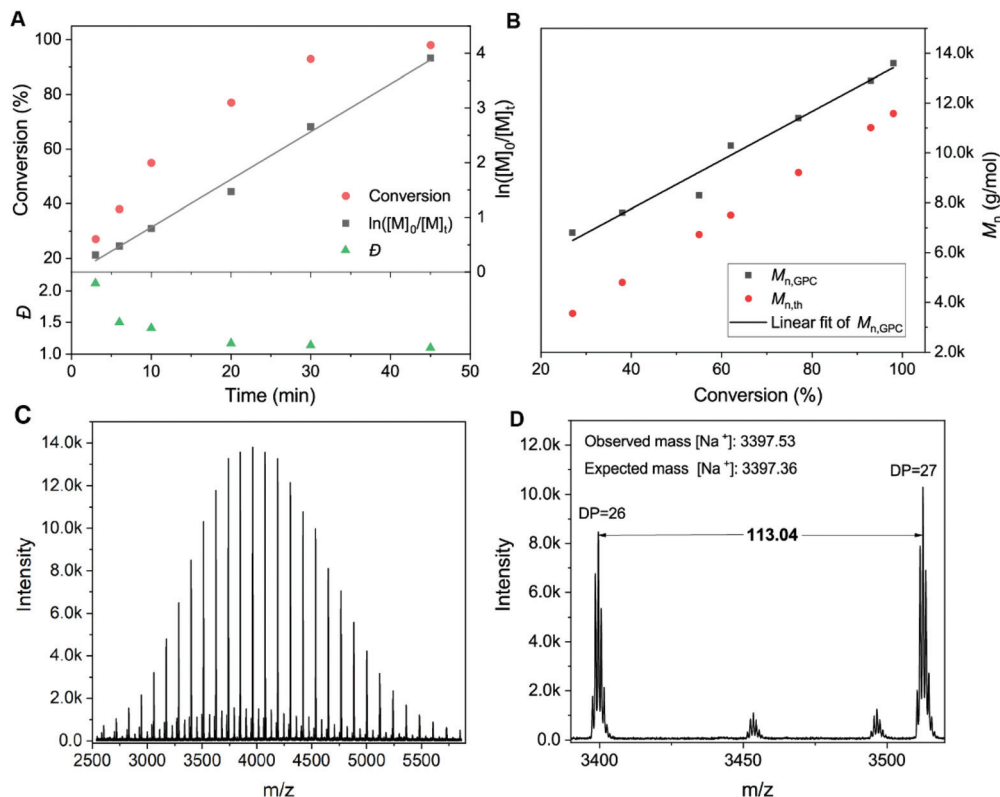 A
100
80
60
40
20
Conversion (%)
4
3
2
1
0
ln([M]₀/[M]ₜ)
Conversion
ln([M]₀/[M]ₜ)
Đ
2.0
1.5
1.0
Đ
0 10 20 30 40 50
Time (min)
B
14.0k
12.0k
10.0k
8.0k
6.0k
4.0k
2.0k
Mₙ (g/mol)
Mn,GPC
Mn,th
Linear fit of Mn,GPC
20 40 60 80 100
Conversion (%)
C
14.0k
12.0k
10.0k
8.0k
6.0k
4.0k
2.0k
0.0
Intensity
2500 3000 3500 4000 4500 5000 5500
m/z
D
12.0k
10.0k
8.0k
6.0k
4.0k
2.0k
0.0
Intensity
Observed mass [Na⁺]: 3397.53
Expected mass [Na⁺]: 3397.36
DP=27
DP=26
113.04
3400 3450 3500
m/z